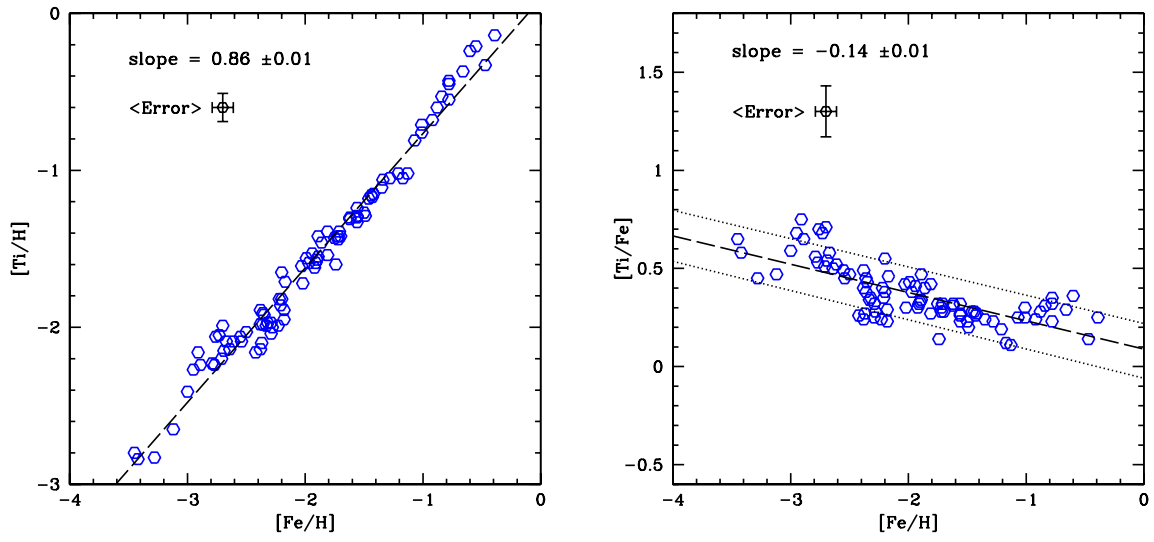 0
slope = 0.86 ±0.01
<Error>
−1
[Ti/H]
−2
−3
−4
−3
−2
−1
0
[Fe/H]
slope = −0.14 ±0.01
1.5
<Error>
1
[Ti/Fe]
0.5
0
−0.5
−4
−3
−2
−1
0
[Fe/H]